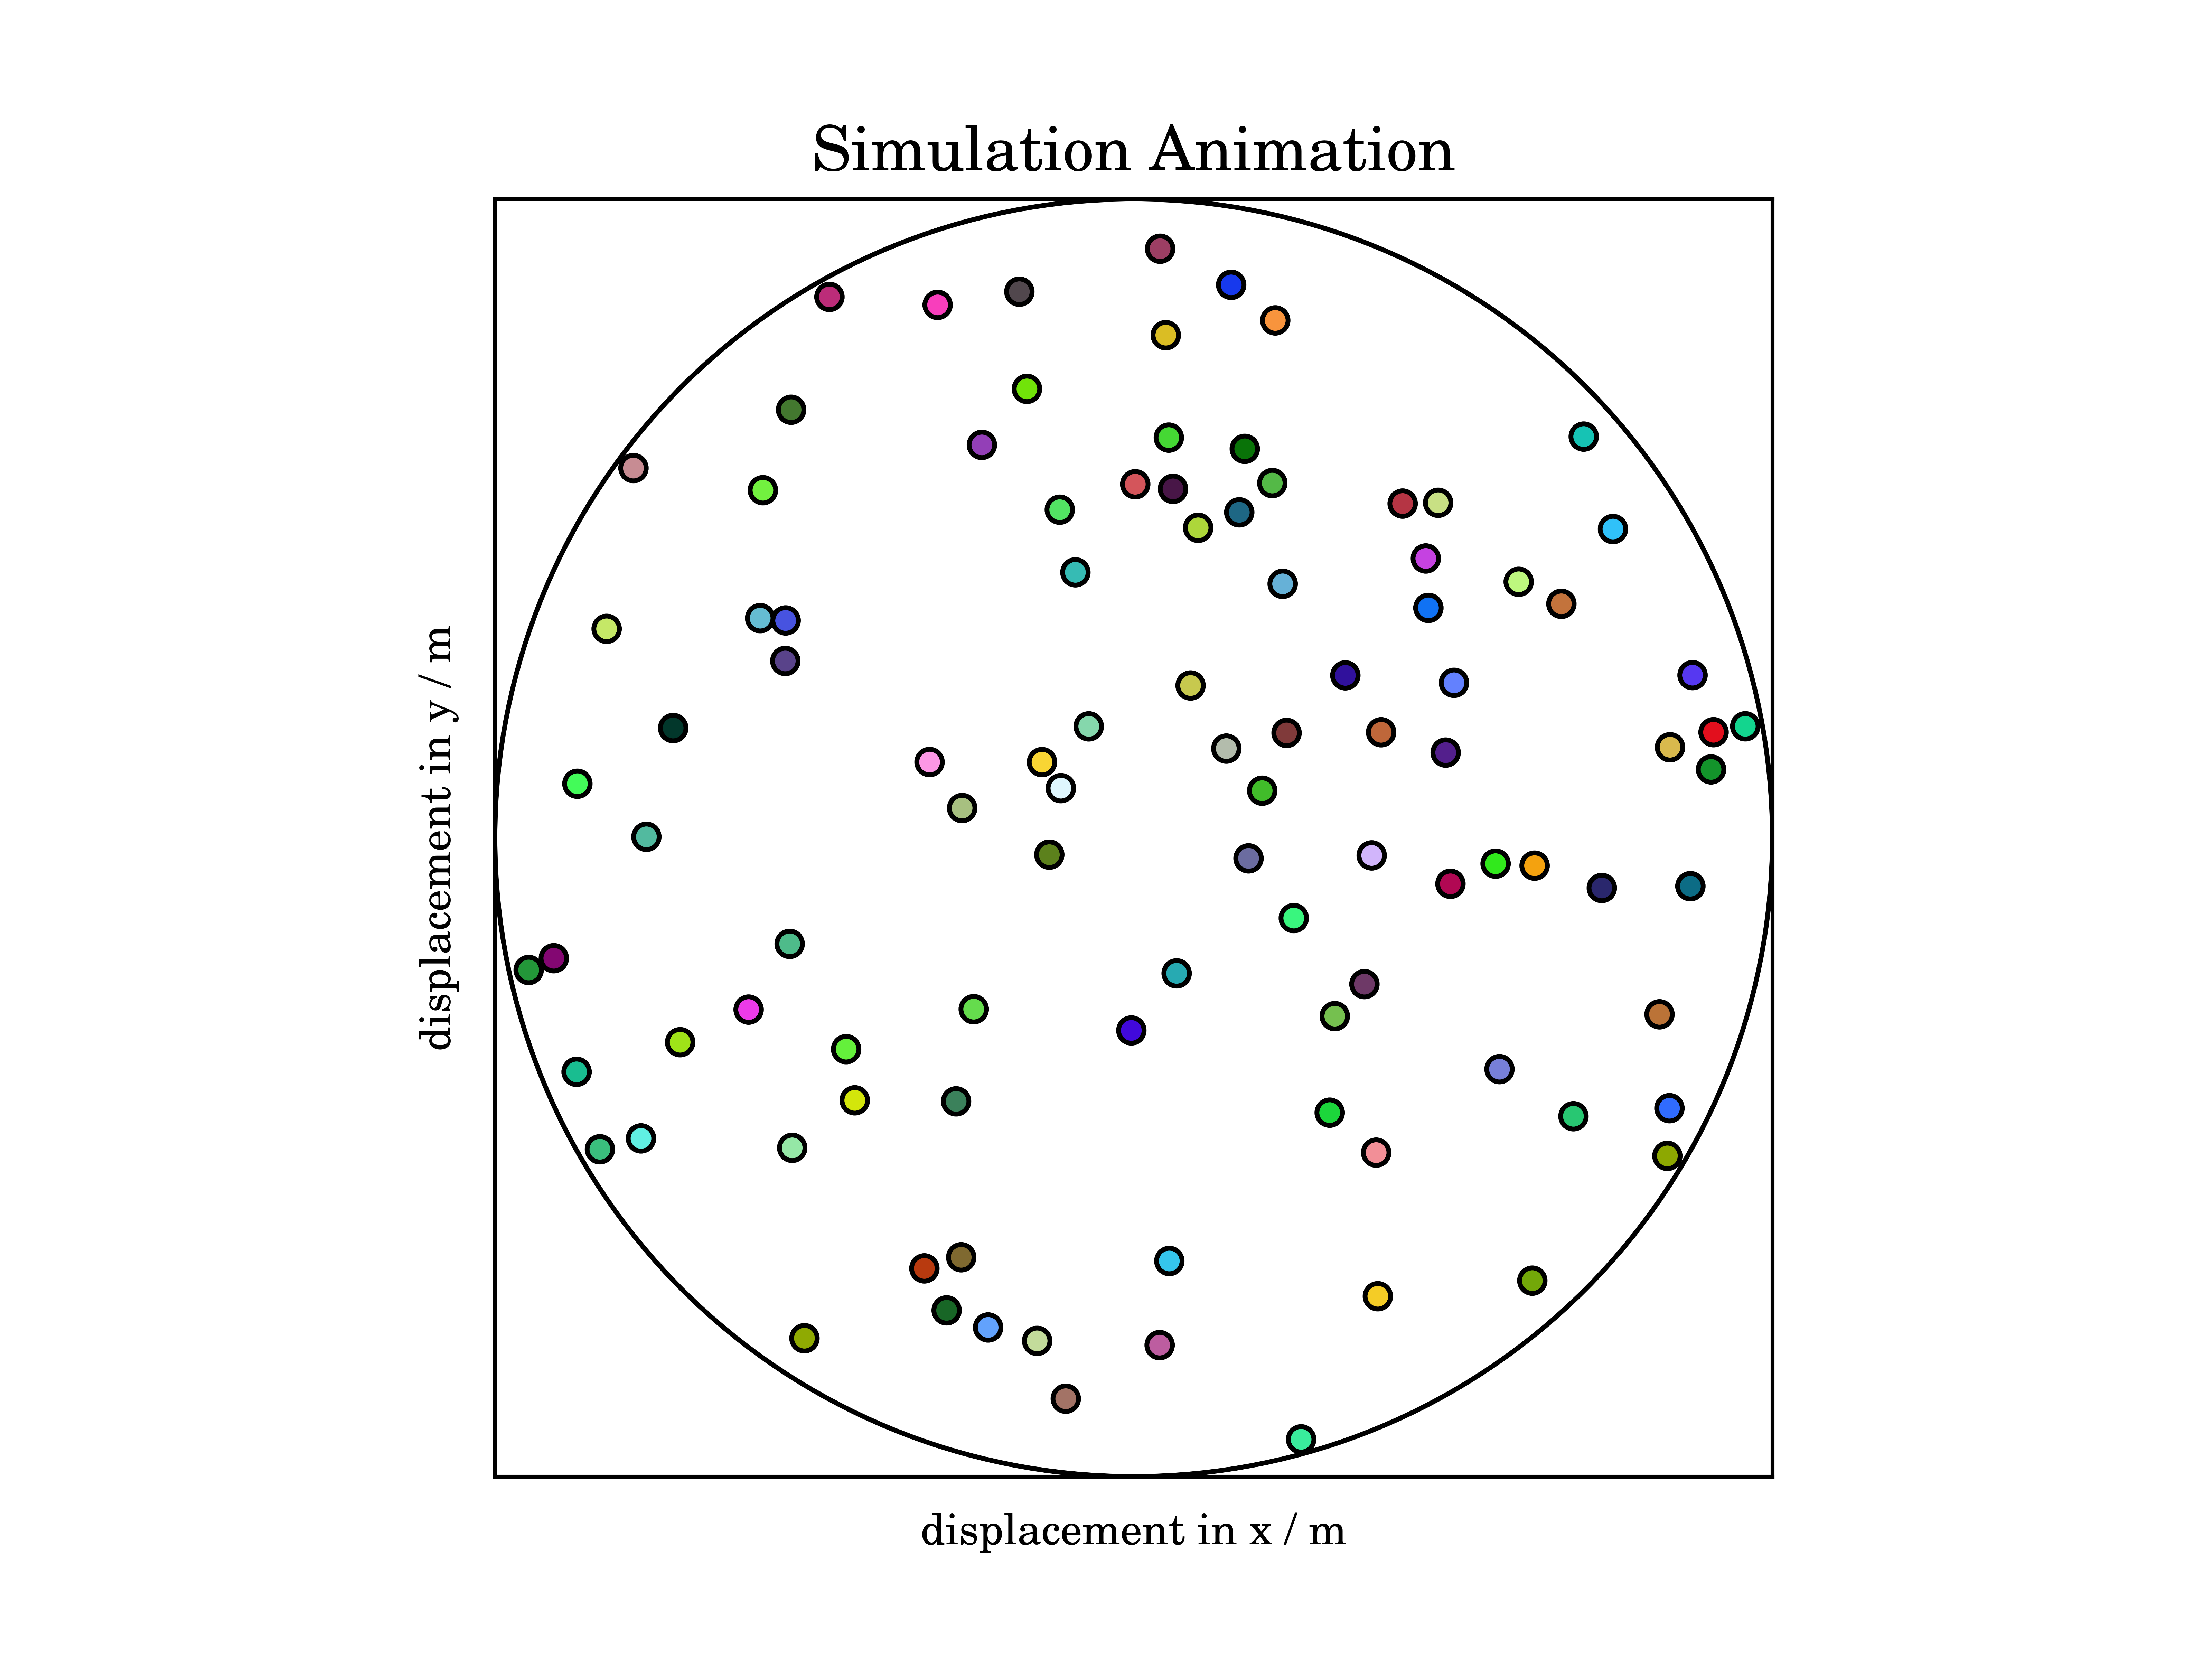 Simulation Animation
displacement in y / m
displacement in x / m